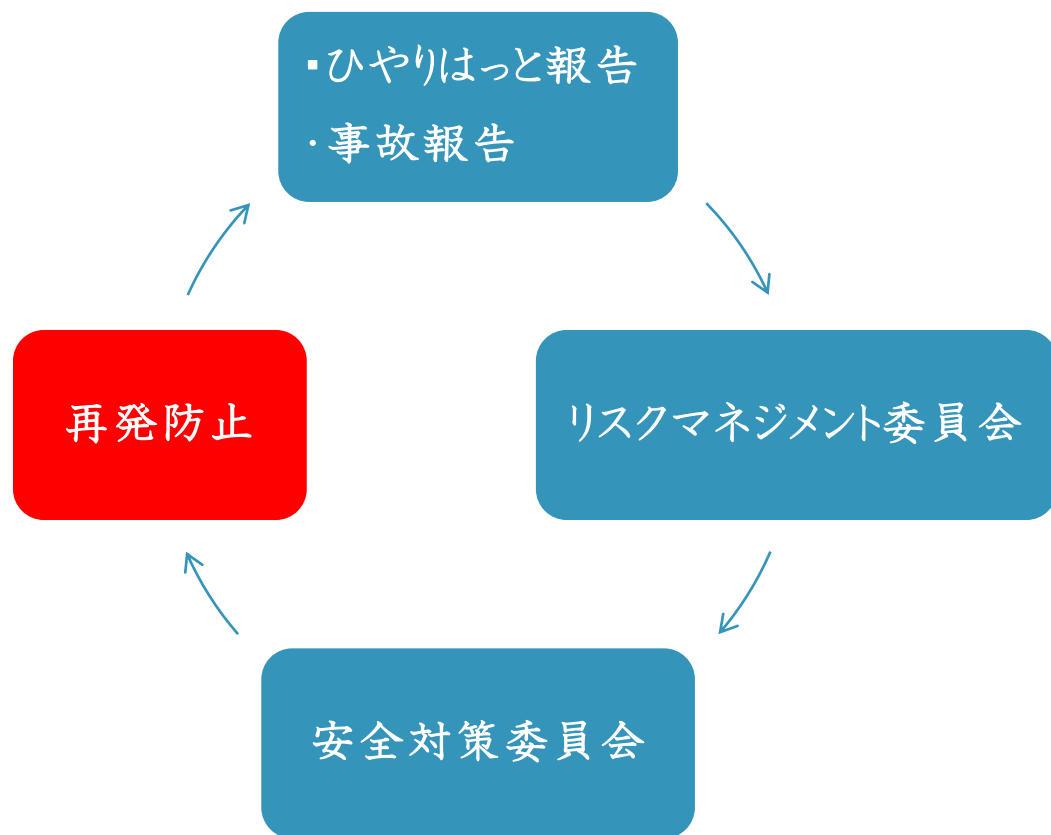 ▪ひやりはっと報告
・事故報告
リスクマネジメント委員会
安全対策委員会
再発防止